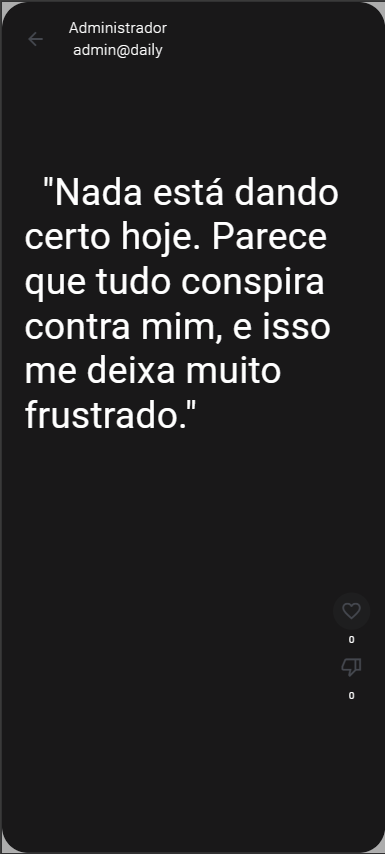 Administrador
admin@daily
"Nada está dando
certo hoje. Parece
que tudo conspira
contra mim, e isso
me deixa muito
frustrado."
0
0